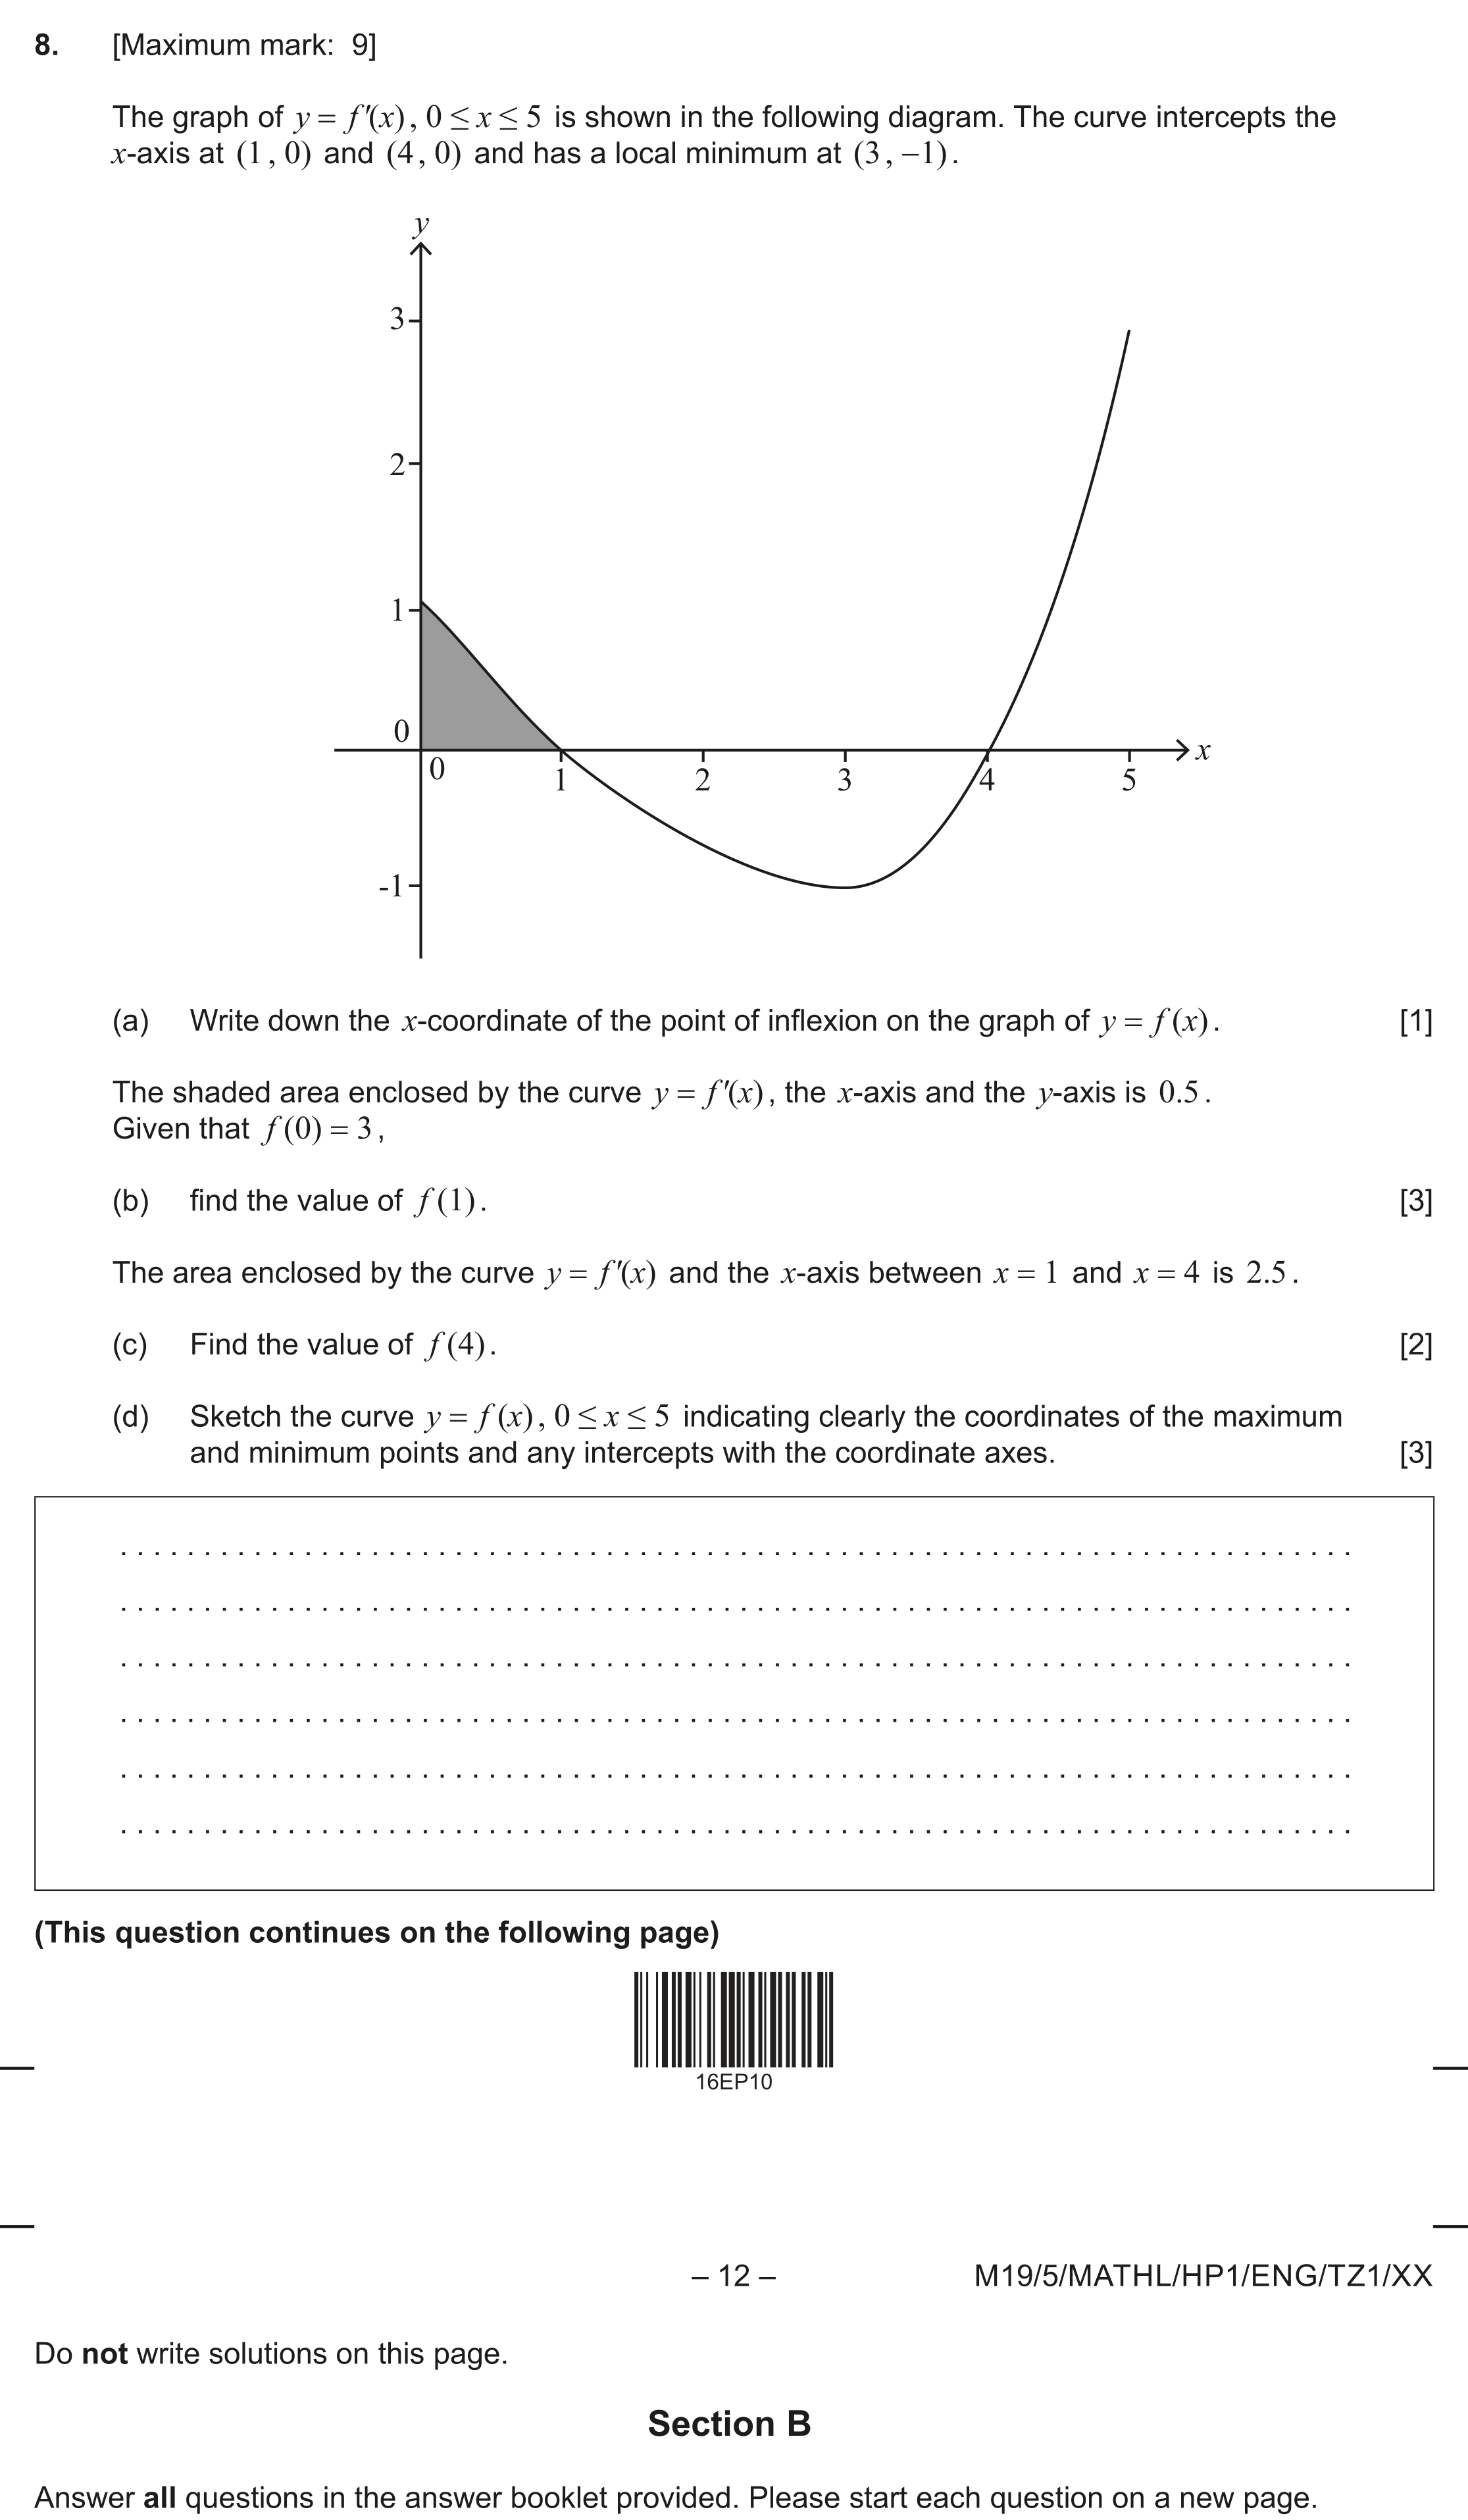 8. [Maximum mark: 9]
The graph of y = f′(x), 0 ≤ x ≤ 5 is shown in the following diagram. The curve intercepts the
x-axis at (1, 0) and (4, 0) and has a local minimum at (3, −1).
y
3
2
1
0
0 1 2 3 4 5 x
-1
(a) Write down the x-coordinate of the point of inflexion on the graph of y = f(x). [1]
The shaded area enclosed by the curve y = f′(x), the x-axis and the y-axis is 0.5.
Given that f(0) = 3,
(b) find the value of f(1). [3]
The area enclosed by the curve y = f′(x) and the x-axis between x = 1 and x = 4 is 2.5.
(c) Find the value of f(4). [2]
(d) Sketch the curve y = f(x), 0 ≤ x ≤ 5 indicating clearly the coordinates of the maximum
and minimum points and any intercepts with the coordinate axes. [3]
(This question continues on the following page)
16EP10
– 12 – M19/5/MATHL/HP1/ENG/TZ1/XX
Do not write solutions on this page.
Section B
Answer all questions in the answer booklet provided. Please start each question on a new page.